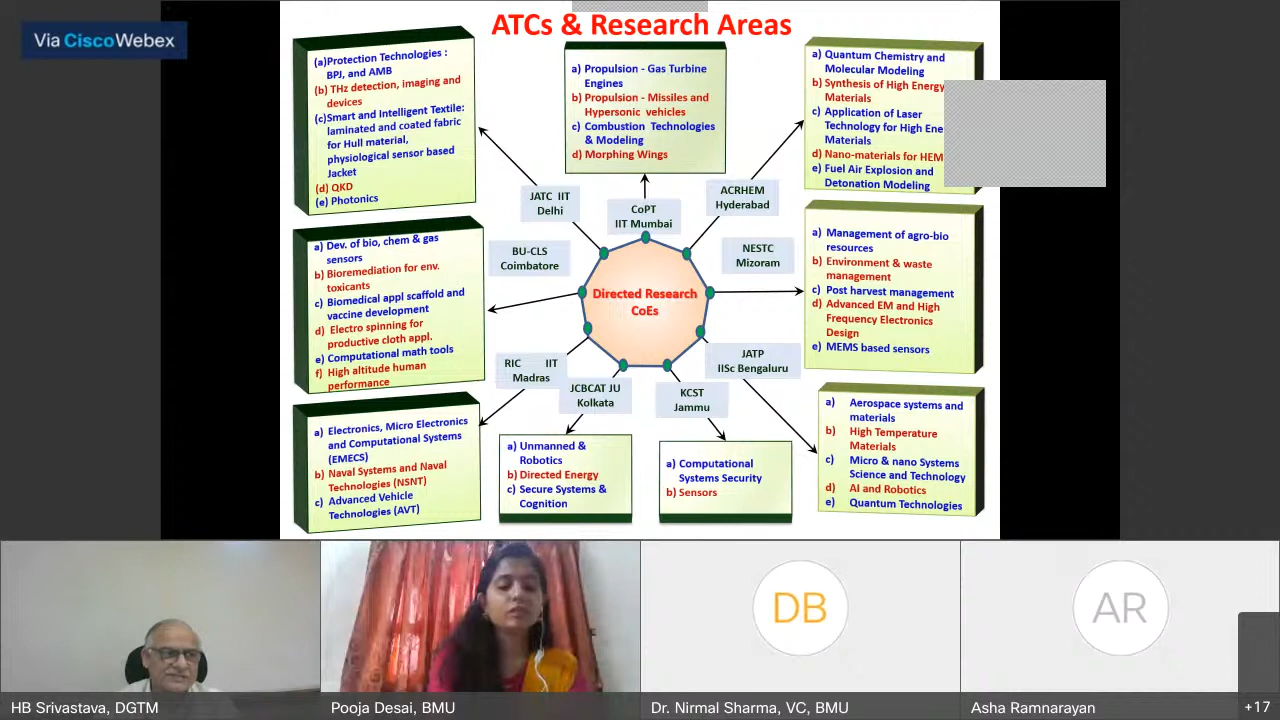 Via Cisco Webex
ATCs & Research Areas
(a)Protection Technologies :
BPJ, and AMB
(b) THz detection, imaging and
devices
(c)Smart and Intelligent Textile:
laminated and coated fabric
for Hull material,
physiological sensor based
Jacket
(d) QKD
(e) Photonics
a) Propulsion - Gas Turbine
Engines
b) Propulsion - Missiles and
Hypersonic vehicles
c) Combustion Technologies
& Modeling
d) Morphing Wings
a) Quantum Chemistry and
Molecular Modeling
b) Synthesis of High Energy
Materials
c) Application of Laser
Technology for High Ene
Materials
d) Nano-materials for HEM
e) Fuel Air Explosion and
Detonation Modeling
JATC IIT
Delhi
CoPT
IIT Mumbai
ACRHEM
Hyderabad
BU-CLS
Coimbatore
NESTC
Mizoram
Directed Research
CoEs
a) Dev. of bio, chem & gas
sensors
b) Bioremediation for env.
toxicants
c) Biomedical appl scaffold and
vaccine development
d) Electro spinning for
productive cloth appl.
e) Computational math tools
f) High altitude human
performance
a) Management of agro-bio
resources
b) Environment & waste
management
c) Post harvest management
d) Advanced EM and High
Frequency Electronics
Design
e) MEMS based sensors
RIC IIT
Madras
JCBCAT JU
Kolkata
KCST
Jammu
JATP
IISc Bengaluru
a) Electronics, Micro Electronics
and Computational Systems
(EMECS)
b) Naval Systems and Naval
Technologies (NSNT)
c) Advanced Vehicle
Technologies (AVT)
a) Unmanned &
Robotics
b) Directed Energy
c) Secure Systems &
Cognition
a) Computational
Systems Security
b) Sensors
a) Aerospace systems and
materials
b) High Temperature
Materials
c) Micro & nano Systems
Science and Technology
d) AI and Robotics
e) Quantum Technologies
DB
AR
HB Srivastava, DGTM
Pooja Desai, BMU
Dr. Nirmal Sharma, VC, BMU
Asha Ramnarayan
+17